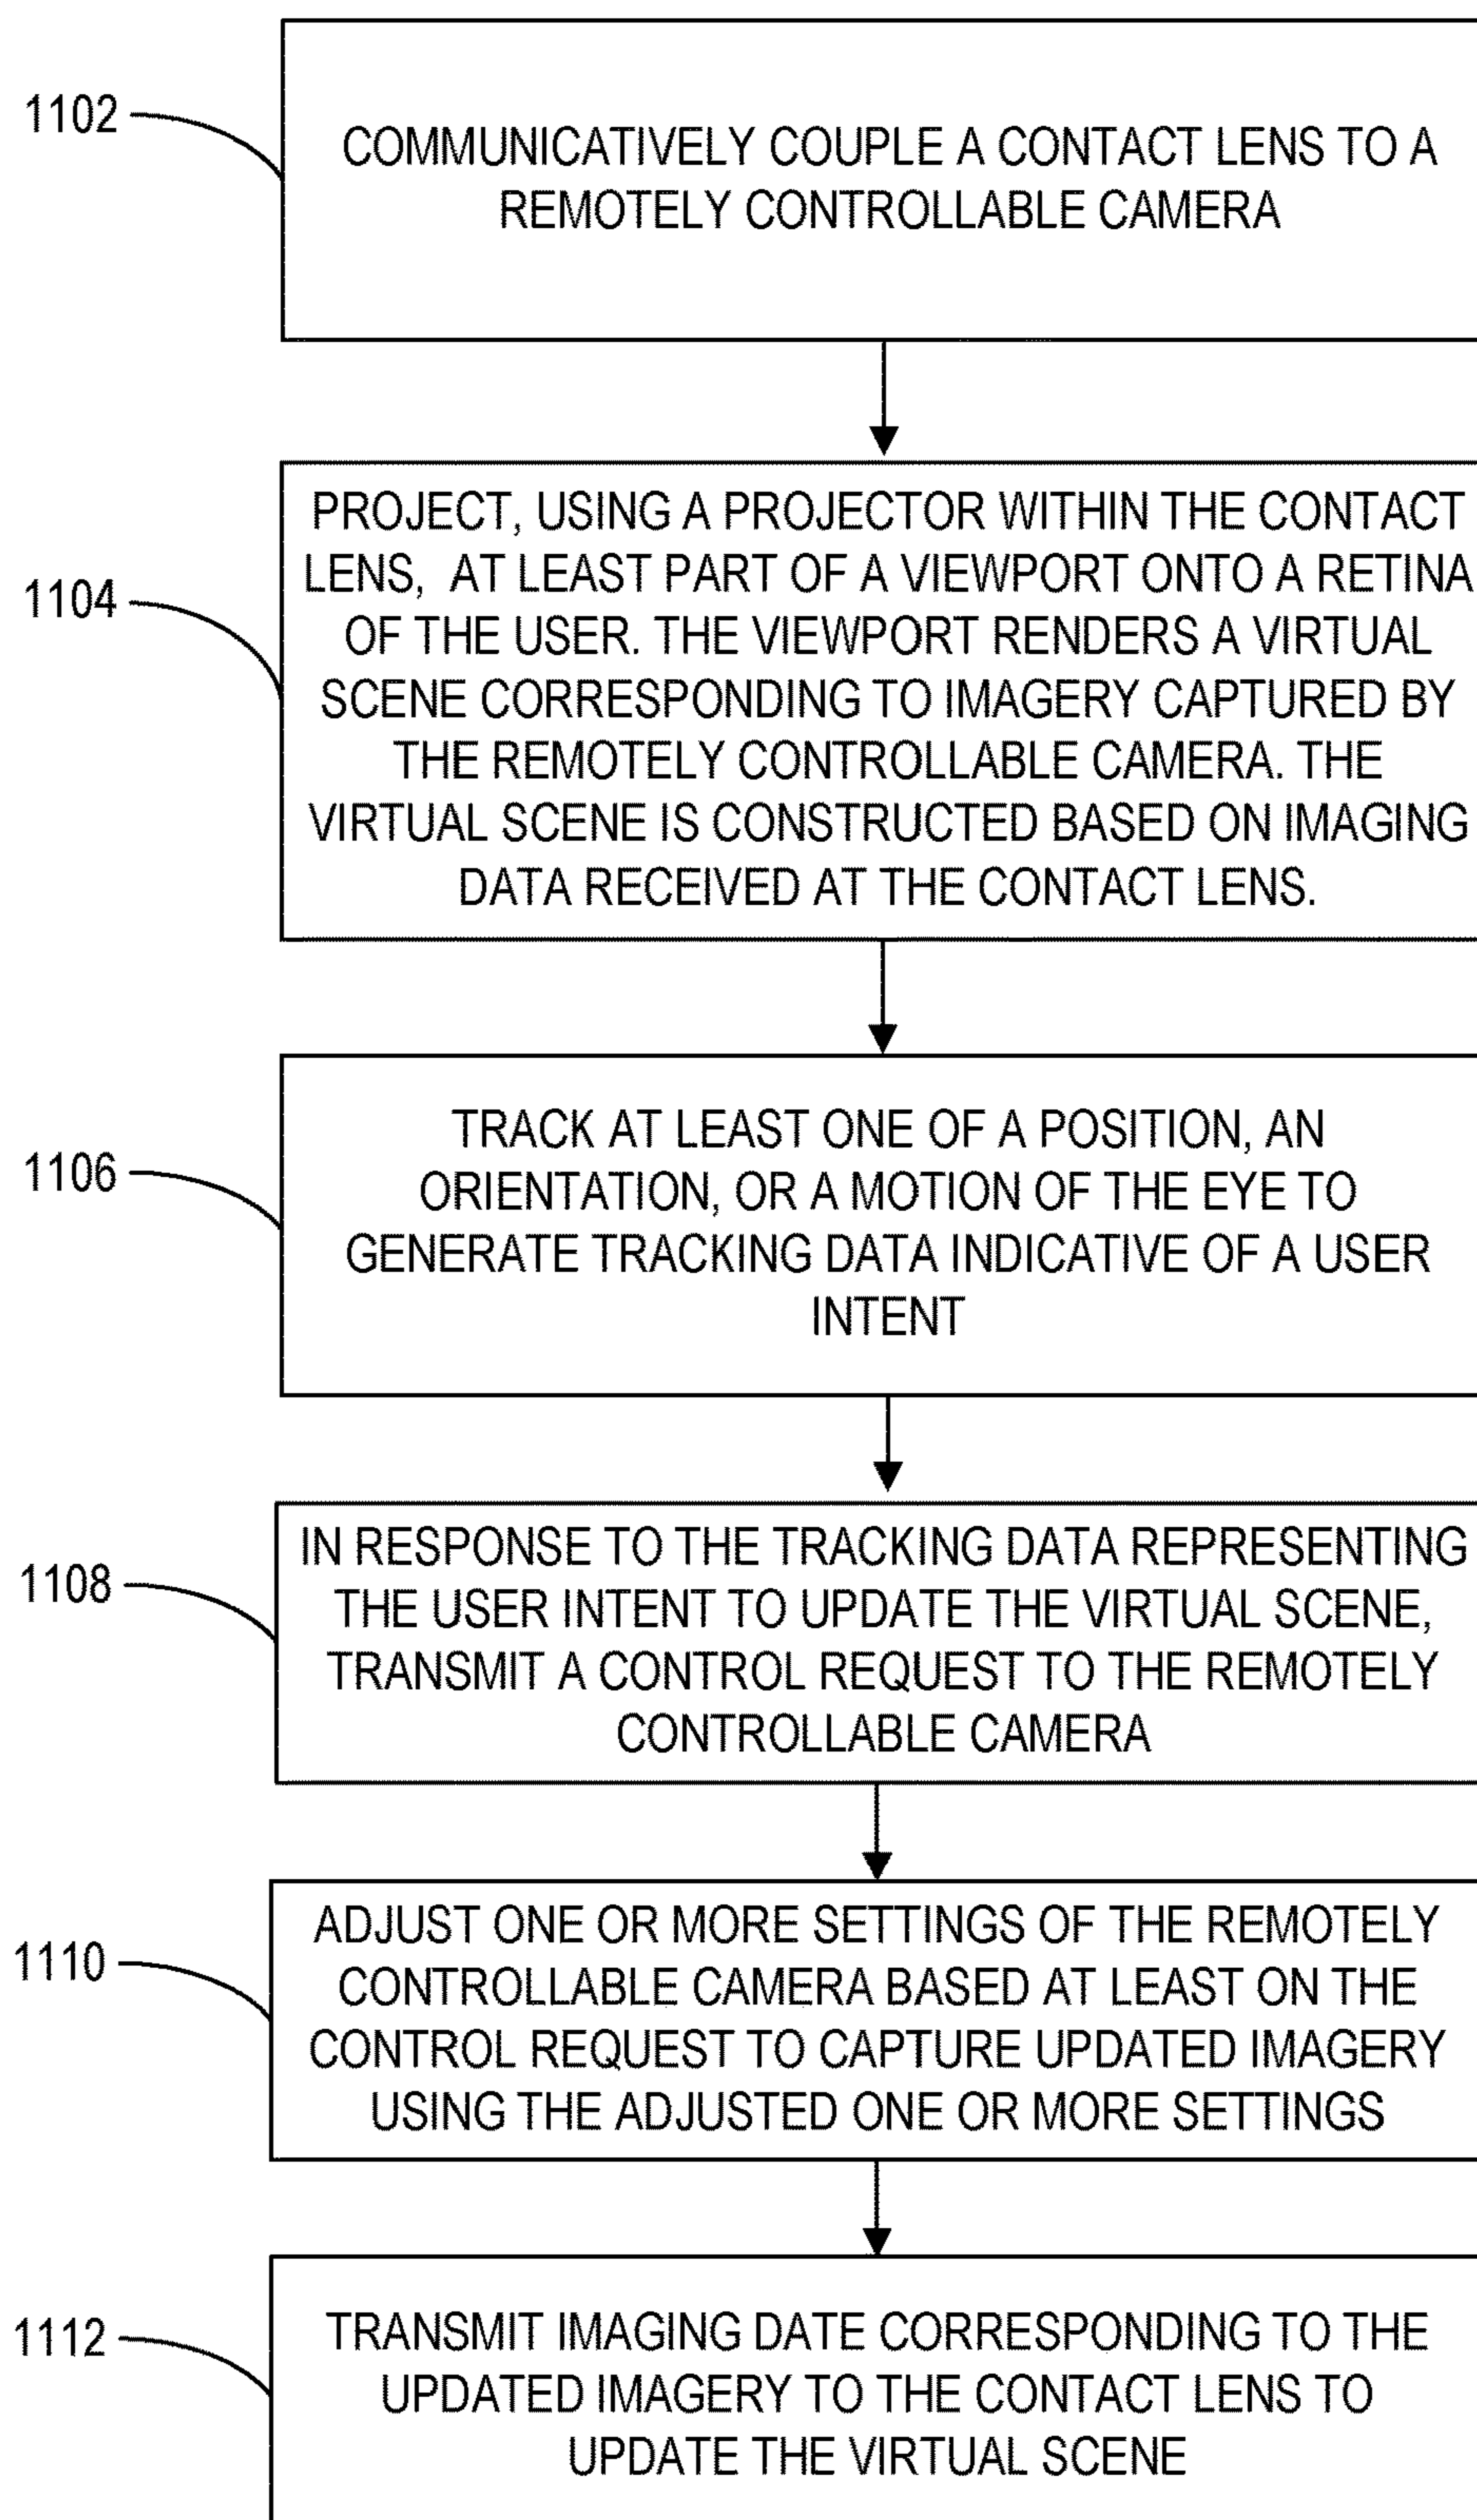 1102
COMMUNICATIVELY COUPLE A CONTACT LENS TO A
REMOTELY CONTROLLABLE CAMERA
1104
PROJECT, USING A PROJECTOR WITHIN THE CONTACT
LENS, AT LEAST PART OF A VIEWPORT ONTO A RETINA
OF THE USER. THE VIEWPORT RENDERS A VIRTUAL
SCENE CORRESPONDING TO IMAGERY CAPTURED BY
THE REMOTELY CONTROLLABLE CAMERA. THE
VIRTUAL SCENE IS CONSTRUCTED BASED ON IMAGING
DATA RECEIVED AT THE CONTACT LENS.
1106
TRACK AT LEAST ONE OF A POSITION, AN
ORIENTATION, OR A MOTION OF THE EYE TO
GENERATE TRACKING DATA INDICATIVE OF A USER
INTENT
1108
IN RESPONSE TO THE TRACKING DATA REPRESENTING
THE USER INTENT TO UPDATE THE VIRTUAL SCENE,
TRANSMIT A CONTROL REQUEST TO THE REMOTELY
CONTROLLABLE CAMERA
1110
ADJUST ONE OR MORE SETTINGS OF THE REMOTELY
CONTROLLABLE CAMERA BASED AT LEAST ON THE
CONTROL REQUEST TO CAPTURE UPDATED IMAGERY
USING THE ADJUSTED ONE OR MORE SETTINGS
1112
TRANSMIT IMAGING DATE CORRESPONDING TO THE
UPDATED IMAGERY TO THE CONTACT LENS TO
UPDATE THE VIRTUAL SCENE